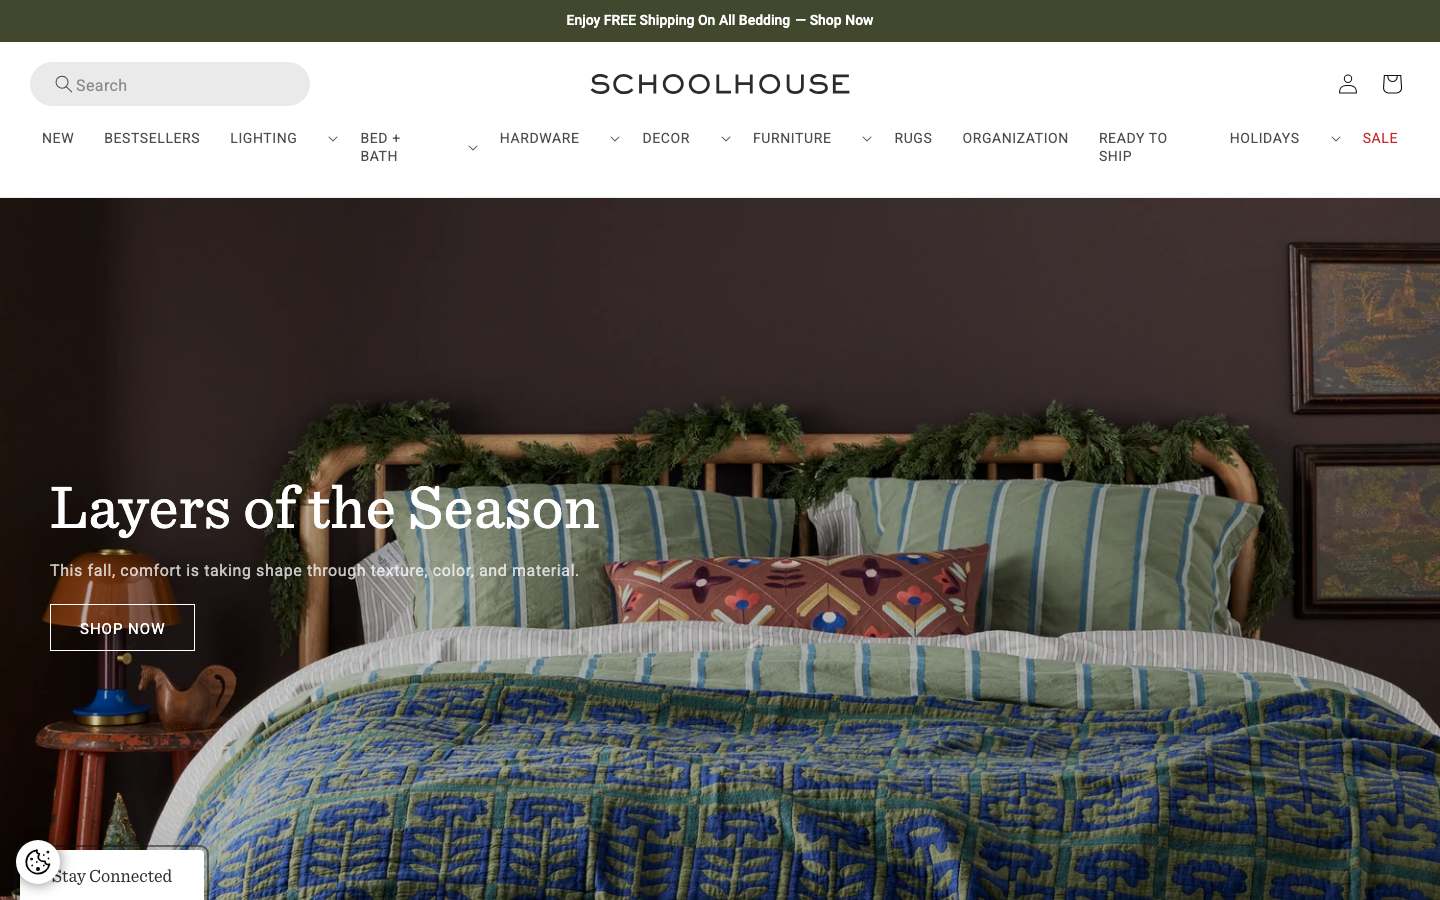 Enjoy FREE Shipping On All Bedding — Shop Now
Search
SCHOOLHOUSE
NEW
BESTSELLERS
LIGHTING
BED +
BATH
HARDWARE
DECOR
FURNITURE
RUGS
ORGANIZATION
READY TO
SHIP
HOLIDAYS
SALE
Layers of the Season
This fall, comfort is taking shape through texture, color, and material.
SHOP NOW
Stay Connected